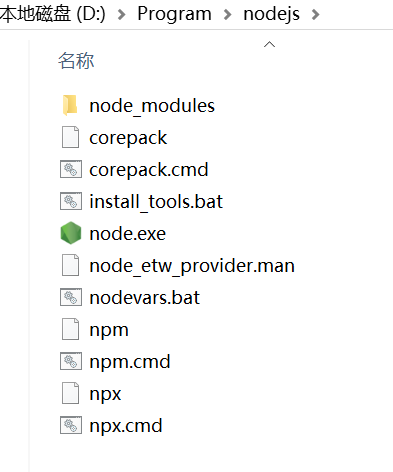 本地磁盘 (D:) > Program > nodejs >
名称
node_modules
corepack
corepack.cmd
install_tools.bat
node.exe
node_etw_provider.man
nodevars.bat
npm
npm.cmd
npx
npx.cmd